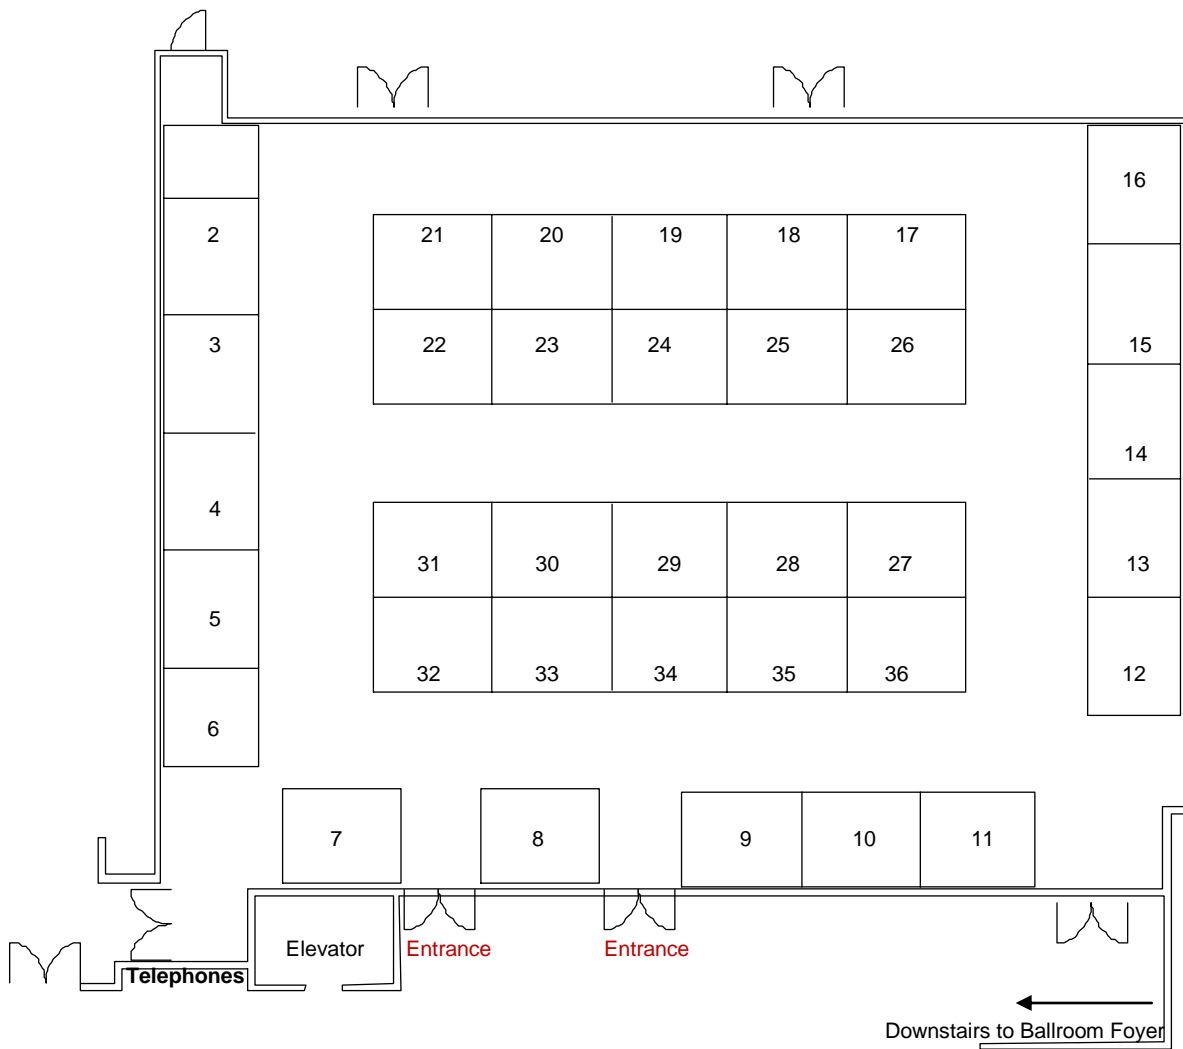 16
2 21 20 19 18 17
3 22 23 24 25 26 15
14
4
31 30 29 28 27 13
5
32 33 34 35 36 12
6
7 8 9 10 11
Elevator Entrance Entrance
Telephones
Downstairs to Ballroom Foyer